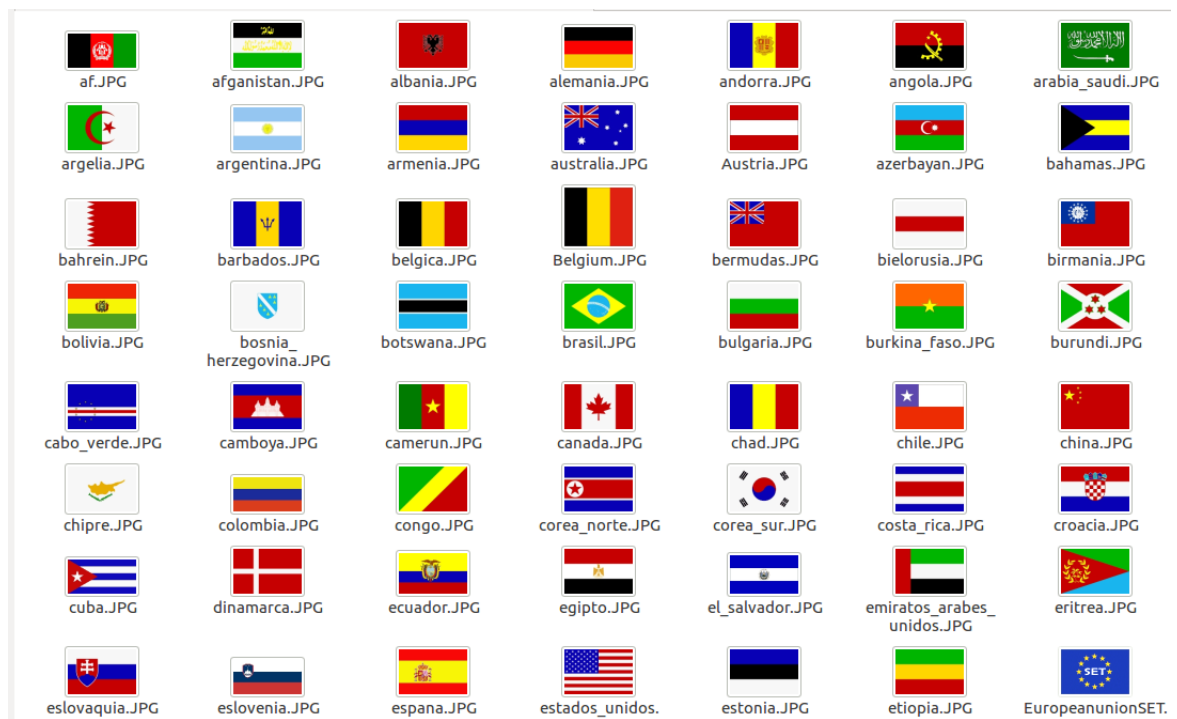 af.JPG
afganistan.JPG
albania.JPG
alemania.JPG
andorra.JPG
angola.JPG
arabia_saudi.JPG
argelia.JPG
argentina.JPG
armenia.JPG
australia.JPG
Austria.JPG
azerbayan.JPG
bahamas.JPG
bahrein.JPG
barbados.JPG
belgica.JPG
Belgium.JPG
bermudas.JPG
bielorusia.JPG
birmania.JPG
bolivia.JPG
bosnia_
herzegovina.JPG
botswana.JPG
brasil.JPG
bulgaria.JPG
burkina_faso.JPG
burundi.JPG
cabo_verde.JPG
camboya.JPG
camerun.JPG
canada.JPG
chad.JPG
chile.JPG
china.JPG
chipre.JPG
colombia.JPG
congo.JPG
corea_norte.JPG
corea_sur.JPG
costa_rica.JPG
croacia.JPG
cuba.JPG
dinamarca.JPG
ecuador.JPG
egipto.JPG
el_salvador.JPG
emiratos_arabes_
unidos.JPG
eritrea.JPG
eslovaquia.JPG
eslovenia.JPG
espana.JPG
estados_unidos.
estonia.JPG
etiopia.JPG
SET
EuropeanunionSET.